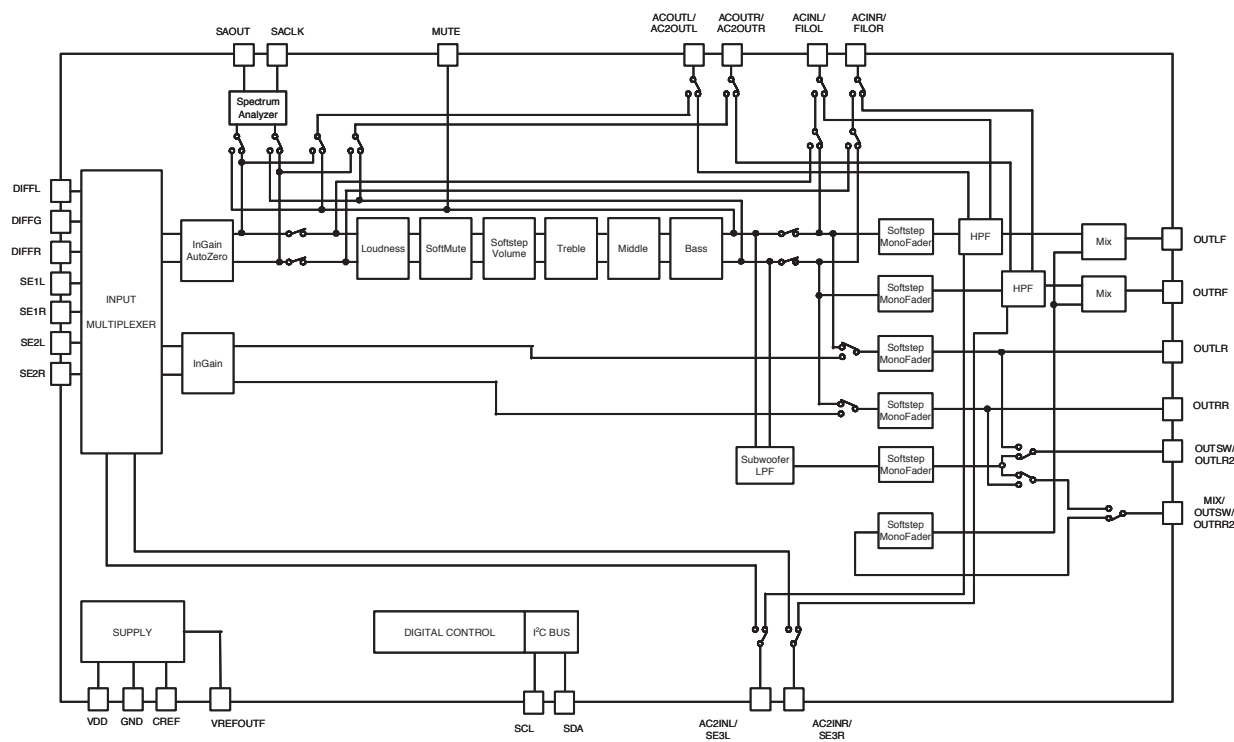 ACOUTL/ ACOUTR/ ACINL/ ACINR/
SAOUT SACLK MUTE AC2OUTL AC2OUTR FILOL FILOR
Spectrum
Analyzer
DIFFL
DIFFG
DIFFR
SE1L
SE1R
SE2L
SE2R
INPUT
MULTIPLEXER
InGain
AutoZero
InGain
Loudness
SoftMute
Softstep
Volume
Treble
Middle
Bass
Softstep
MonoFader
HPF
Mix
OUTLF
Softstep
MonoFader
HPF
Mix
OUTRF
Softstep
MonoFader
OUTLR
Softstep
MonoFader
OUTRR
Subwoofer
LPF
Softstep
MonoFader
OUTSW/
OUTLR2
MIX/
OUTSW/
OUTRR2
Softstep
MonoFader
SUPPLY
DIGITAL CONTROL
I²C BUS
VDD
GND
CREF
VREFOUTF
SCL
SDA
AC2INL/
SE3L
AC2INR/
SE3R